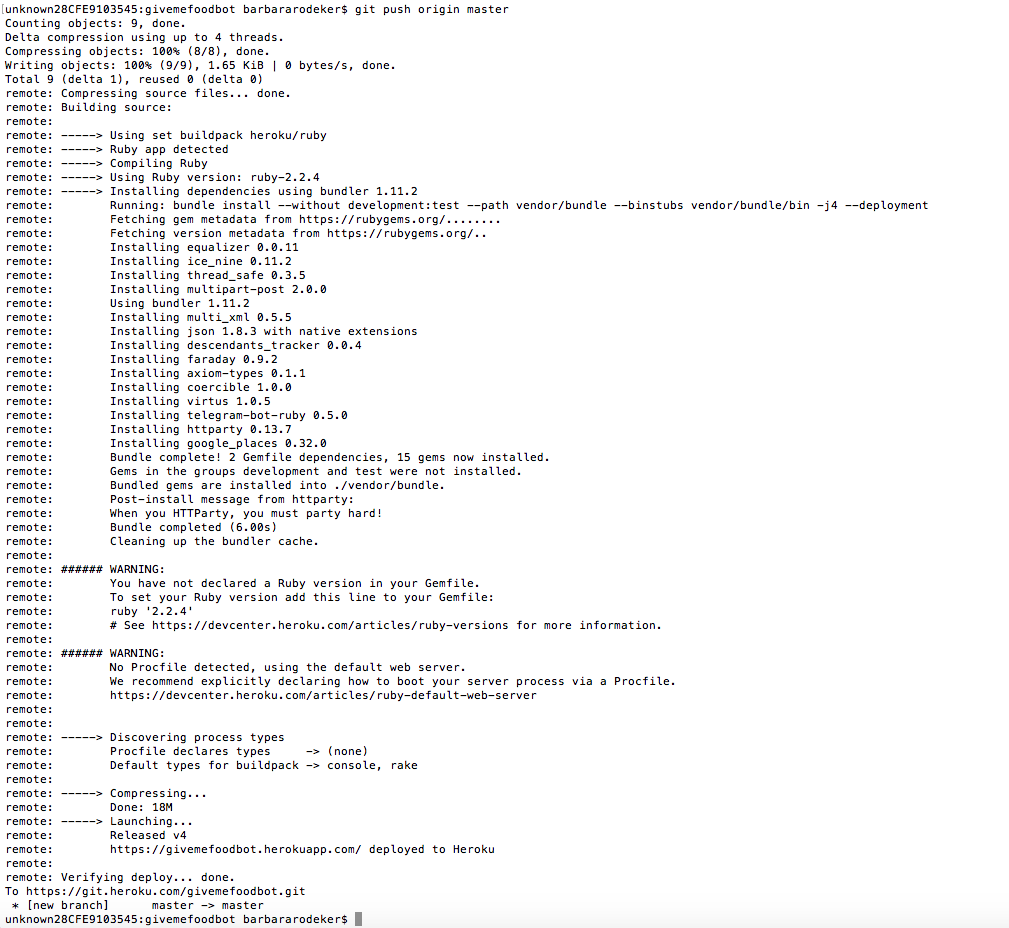 [unknown28CFE9103545:givemefoodbot barbararodeker$ git push origin master
Counting objects: 9, done.
Delta compression using up to 4 threads.
Compressing objects: 100% (8/8), done.
Writing objects: 100% (9/9), 1.65 KiB | 0 bytes/s, done.
Total 9 (delta 1), reused 0 (delta 0)
remote: Compressing source files... done.
remote: Building source:
remote:
remote: -----> Using set buildpack heroku/ruby
remote: -----> Ruby app detected
remote: -----> Compiling Ruby
remote: -----> Using Ruby version: ruby-2.2.4
remote: -----> Installing dependencies using bundler 1.11.2
remote:        Running: bundle install --without development:test --path vendor/bundle --binstubs vendor/bundle/bin -j4 --deployment
remote:        Fetching gem metadata from https://rubygems.org/........
remote:        Fetching version metadata from https://rubygems.org/..
remote:        Installing equalizer 0.0.11
remote:        Installing ice_nine 0.11.2
remote:        Installing thread_safe 0.3.5
remote:        Installing multipart-post 2.0.0
remote:        Using bundler 1.11.2
remote:        Installing multi_xml 0.5.5
remote:        Installing json 1.8.3 with native extensions
remote:        Installing descendants_tracker 0.0.4
remote:        Installing faraday 0.9.2
remote:        Installing axiom-types 0.1.1
remote:        Installing coercible 1.0.0
remote:        Installing virtus 1.0.5
remote:        Installing telegram-bot-ruby 0.5.0
remote:        Installing httparty 0.13.7
remote:        Installing google_places 0.32.0
remote:        Bundle complete! 2 Gemfile dependencies, 15 gems now installed.
remote:        Gems in the groups development and test were not installed.
remote:        Bundled gems are installed into ./vendor/bundle.
remote:        Post-install message from httparty:
remote:        When you HTTParty, you must party hard!
remote:        Bundle completed (6.00s)
remote:        Cleaning up the bundler cache.
remote:
remote: ###### WARNING:
remote:        You have not declared a Ruby version in your Gemfile.
remote:        To set your Ruby version add this line to your Gemfile:
remote:        ruby '2.2.4'
remote:        # See https://devcenter.heroku.com/articles/ruby-versions for more information.
remote:
remote: ###### WARNING:
remote:        No Procfile detected, using the default web server.
remote:        We recommend explicitly declaring how to boot your server process via a Procfile.
remote:        https://devcenter.heroku.com/articles/ruby-default-web-server
remote:
remote:
remote: -----> Discovering process types
remote:        Procfile declares types     -> (none)
remote:        Default types for buildpack -> console, rake
remote:
remote: -----> Compressing...
remote:        Done: 18M
remote: -----> Launching...
remote:        Released v4
remote:        https://givemefoodbot.herokuapp.com/ deployed to Heroku
remote:
remote: Verifying deploy... done.
To https://git.heroku.com/givemefoodbot.git
 * [new branch]      master -> master
unknown28CFE9103545:givemefoodbot barbararodeker$